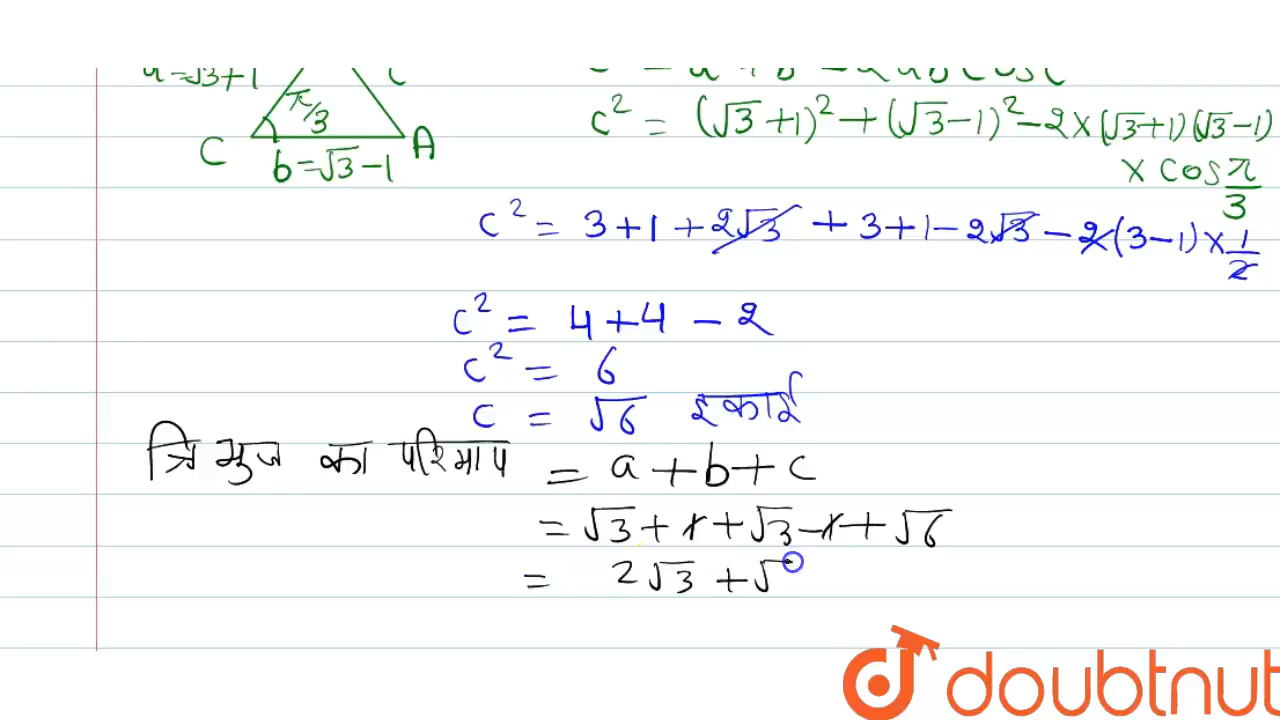 a=√3+1
π/3
C
A
b=√3-1
c² = (√3+1)²+(√3-1)²-2×(√3+1)(√3-1)
× cos π/3
c² = 3+1+2√3 + 3+1-2√3 - 2(3-1)×1/2
c² = 4+4-2
c² = 6
c = √6 इकाई
त्रिभुज का परिमाप = a+b+c
= √3+1+√3-1+√6
= 2√3+√
doubtnut